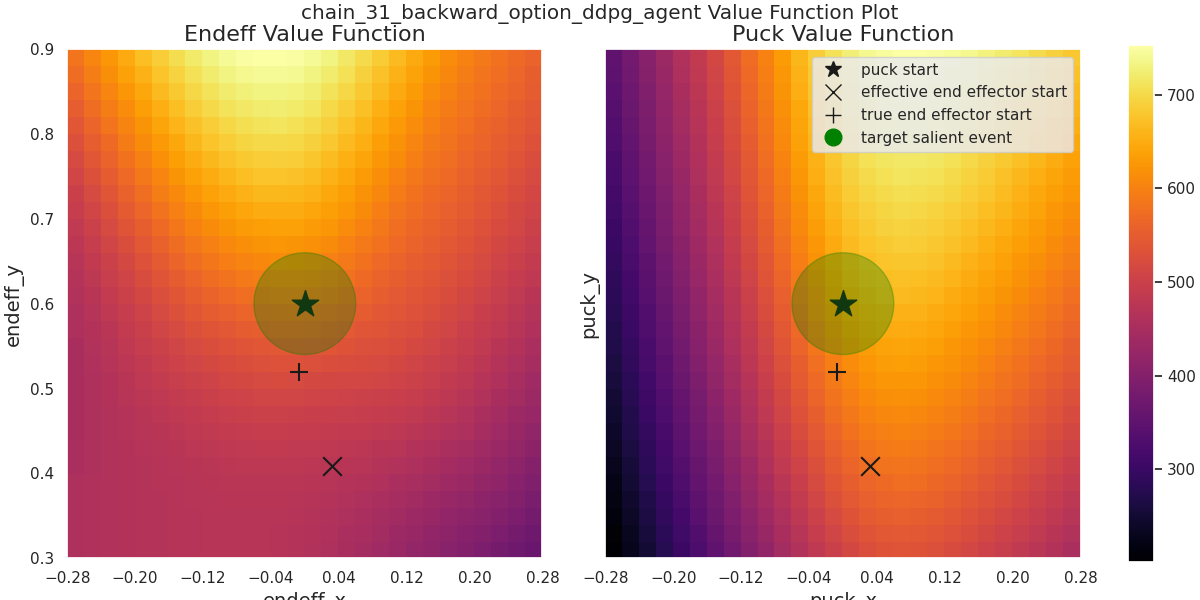 chain_31_backward_option_ddpg_agent Value Function Plot
Endeff Value Function
Puck Value Function
puck start
effective end effector start
true end effector start
target salient event
endeff_y
0.9
0.8
0.7
0.6
0.5
0.4
0.3
−0.28 −0.20 −0.12 −0.04 0.04 0.12 0.20 0.28
endeff_x
puck_y
−0.28 −0.20 −0.12 −0.04 0.04 0.12 0.20 0.28
puck_x
700
600
500
400
300